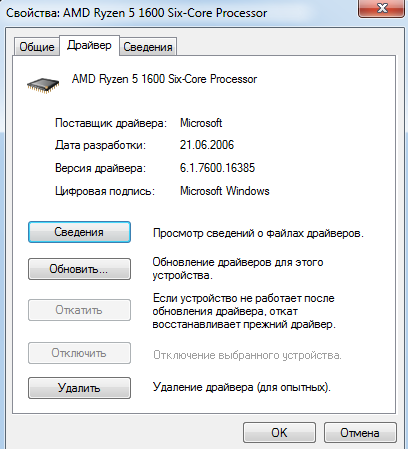 Свойства: AMD Ryzen 5 1600 Six-Core Processor
Общие Драйвер Сведения
AMD Ryzen 5 1600 Six-Core Processor
Поставщик драйвера: Microsoft
Дата разработки: 21.06.2006
Версия драйвера: 6.1.7600.16385
Цифровая подпись: Microsoft Windows
Сведения Просмотр сведений о файлах драйверов.
Обновить... Обновление драйверов для этого
устройства.
Откатить Если устройство не работает после
обновления драйвера, откат
восстанавливает прежний драйвер.
Отключить Отключение выбранного устройства.
Удалить Удаление драйвера (для опытных).
OK Отмена